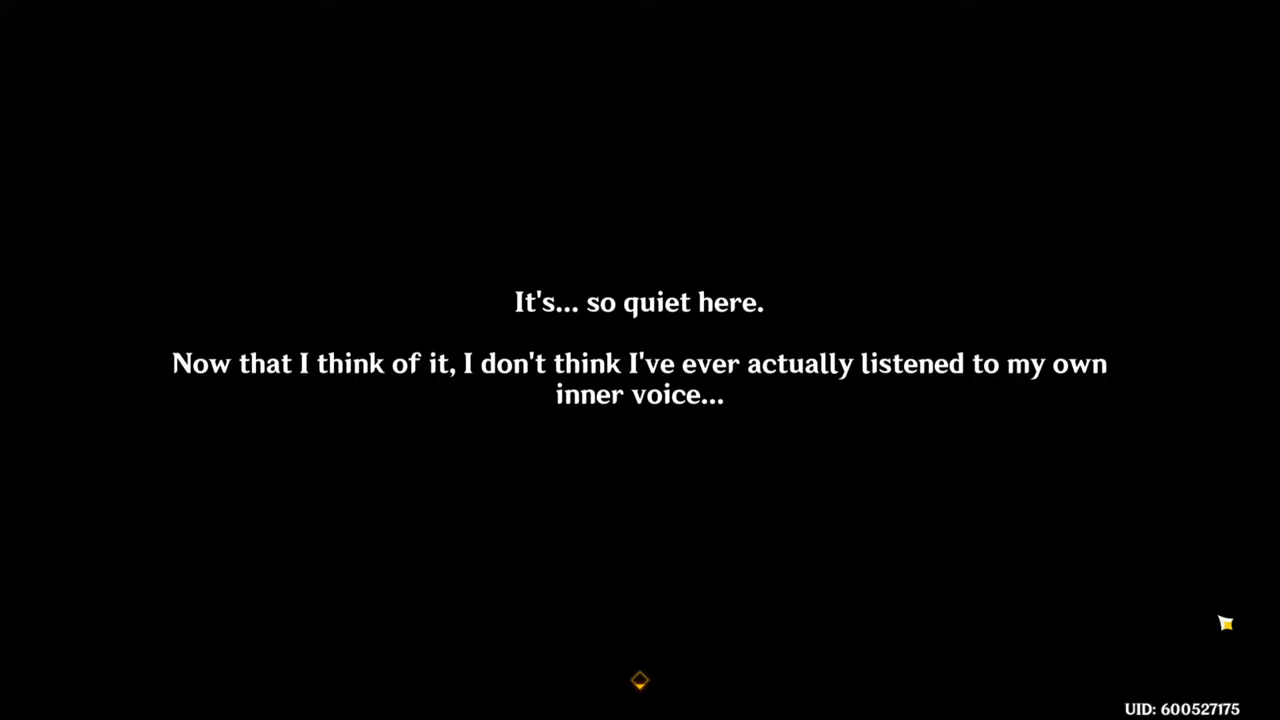 It's... so quiet here.
Now that I think of it, I don't think I've ever actually listened to my own
inner voice...
UID: 600527175